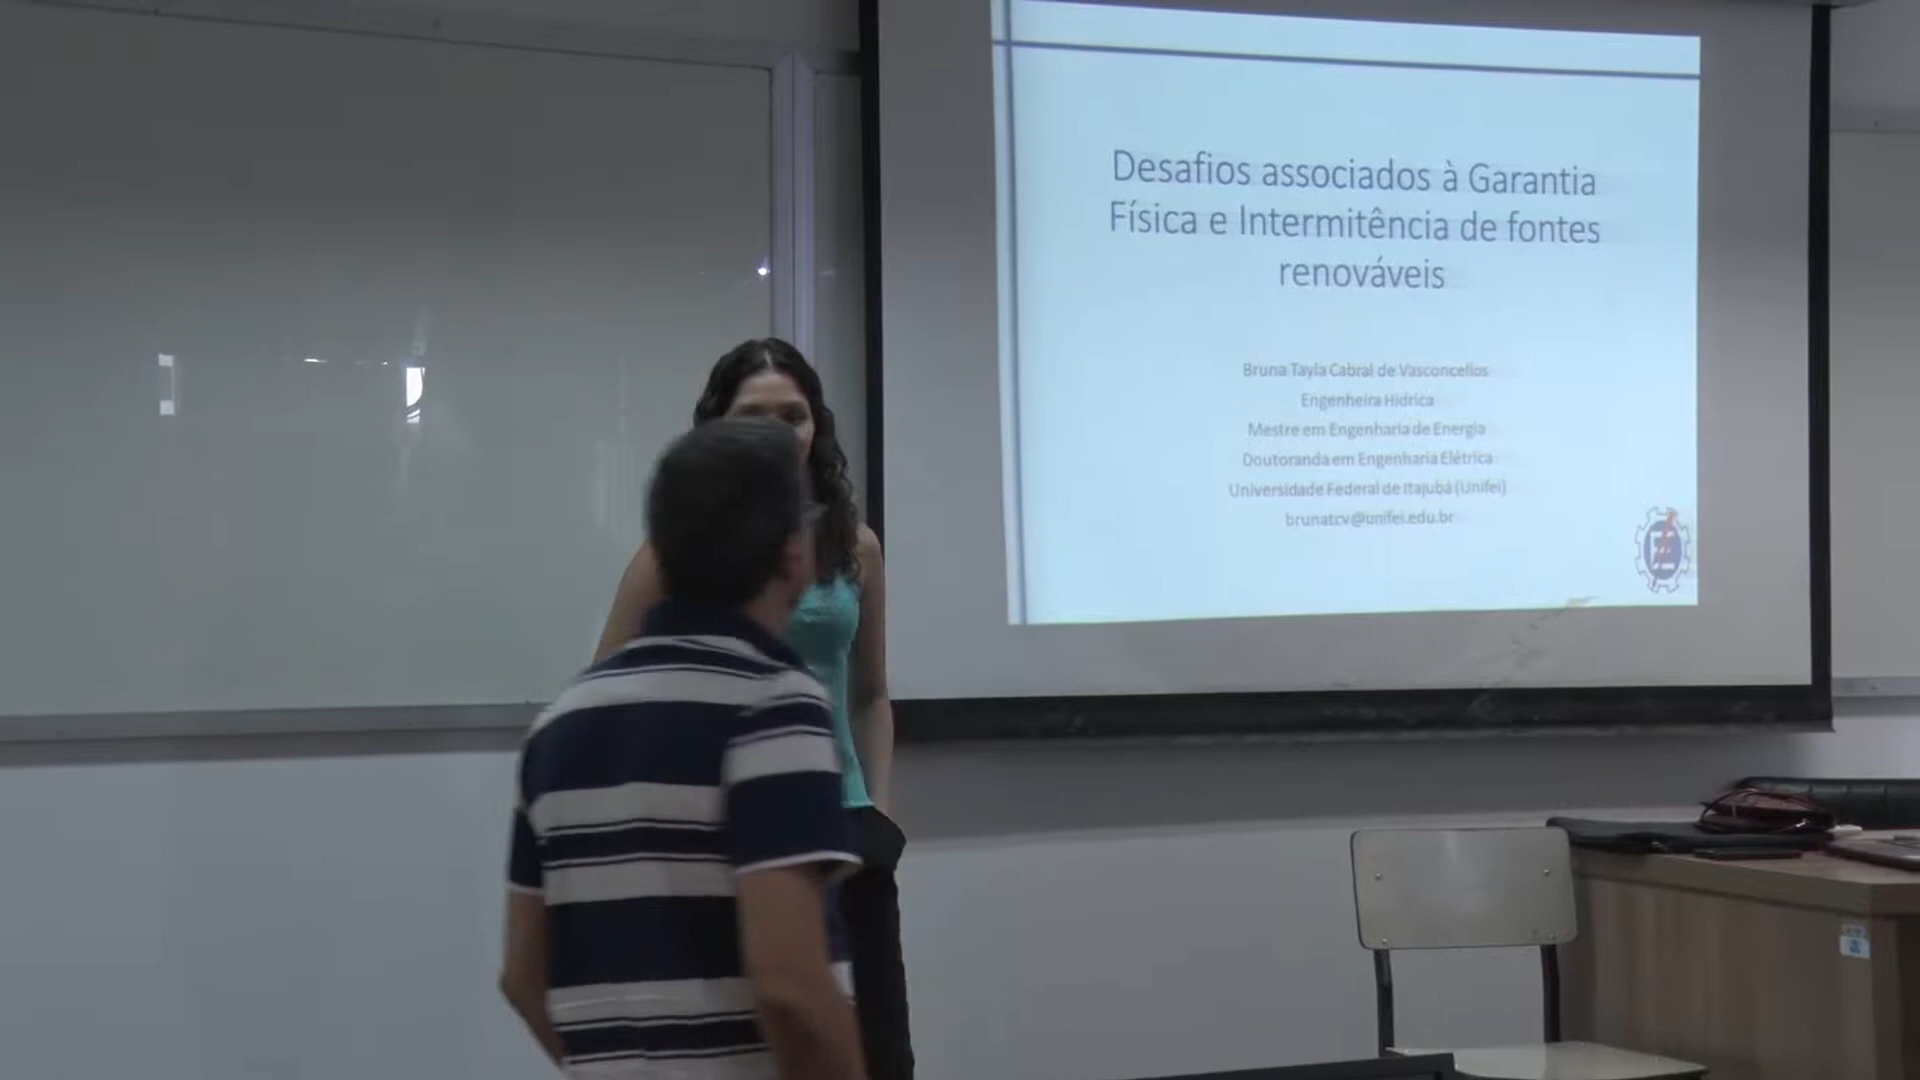 Desafios associados à Garantia
Física e Intermitência de fontes
renováveis
Bruna Tayla Cabral de Vasconcellos
Engenheira Hídrica
Mestre em Engenharia de Energia
Doutoranda em Engenharia Elétrica
Universidade Federal de Itajubá (Unifei)
brunatcv@unifei.edu.br